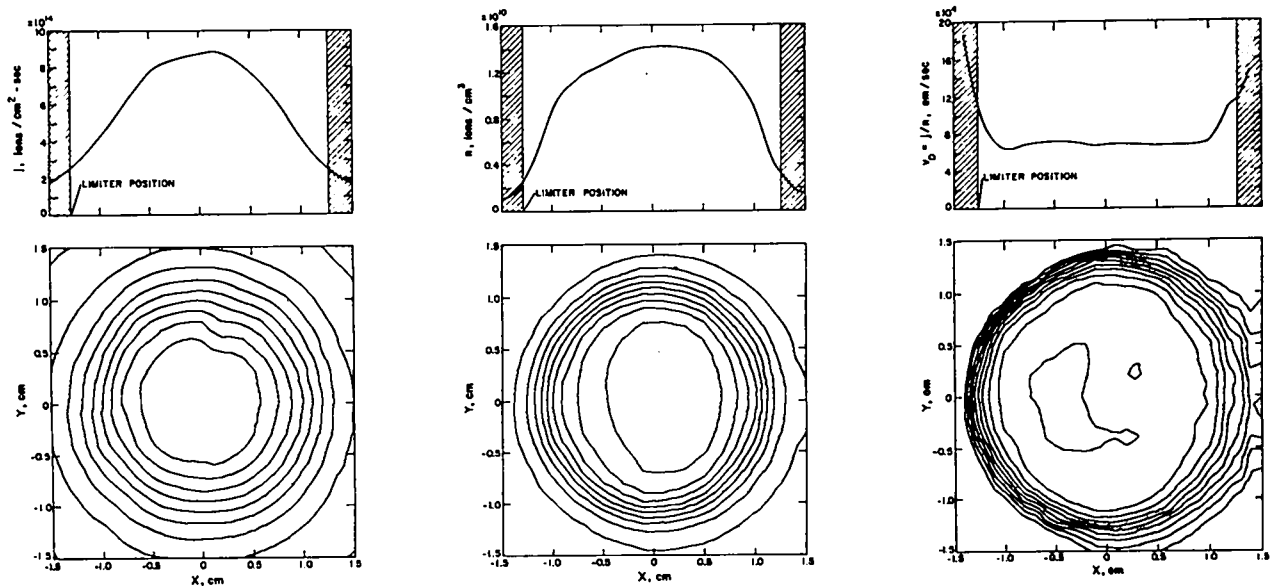 x10^14
10
8
6
4
2
0
j, ions / cm² - sec
LIMITER POSITION
x10^10
1.6
1.2
0.8
0.4
0.0
n, ions / cm³
LIMITER POSITION
x10^4
20
16
12
8
4
0
v_D = j/n, cm/sec
LIMITER POSITION
1.5
1.0
0.5
0
-0.5
-1.0
-1.5
Y, cm
-1.5 -1.0 -0.5 0 0.5 1.0 1.5
X, cm
1.5
1.0
0.5
0
-0.5
-1.0
-1.5
Y, cm
-1.5 -1.0 -0.5 0 0.5 1.0 1.5
X, cm
1.5
1.0
0.5
0
-0.5
-1.0
-1.5
Y, cm
-1.5 -1.0 -0.5 0 0.5 1.0 1.5
X, cm